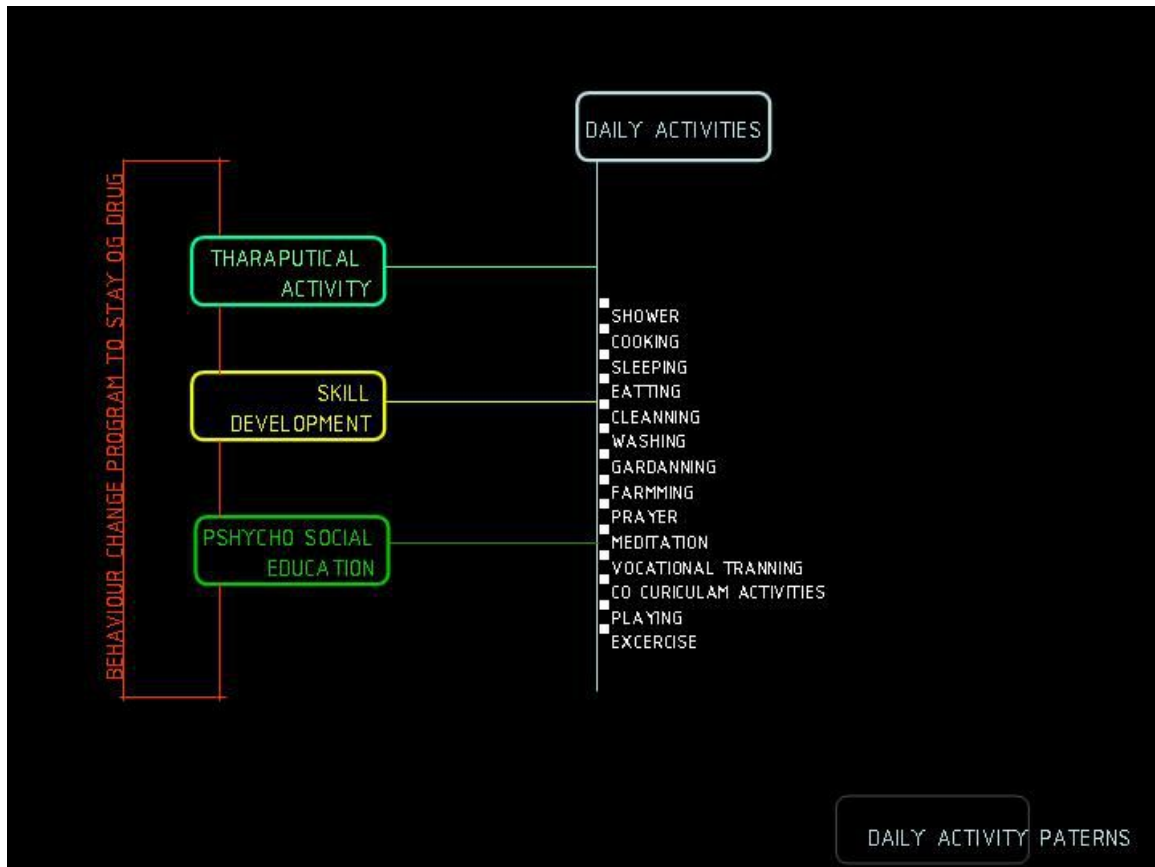 DAILY ACTIVITIES
BEHAVIOUR CHANGE PROGRAM TO STAY OG DRUG
THARAPUTICAL
ACTIVITY
SKILL
DEVELOPMENT
PSHYCHO SOCIAL
EDUCATION
SHOWER
COOKING
SLEEPING
EATTING
CLEANNING
WASHING
GARDANNING
FARMMING
PRAYER
MEDITATION
VOCATIONAL TRANNING
CO CURICULAM ACTIVITIES
PLAYING
EXCERCISE
DAILY ACTIVITY PATERNS